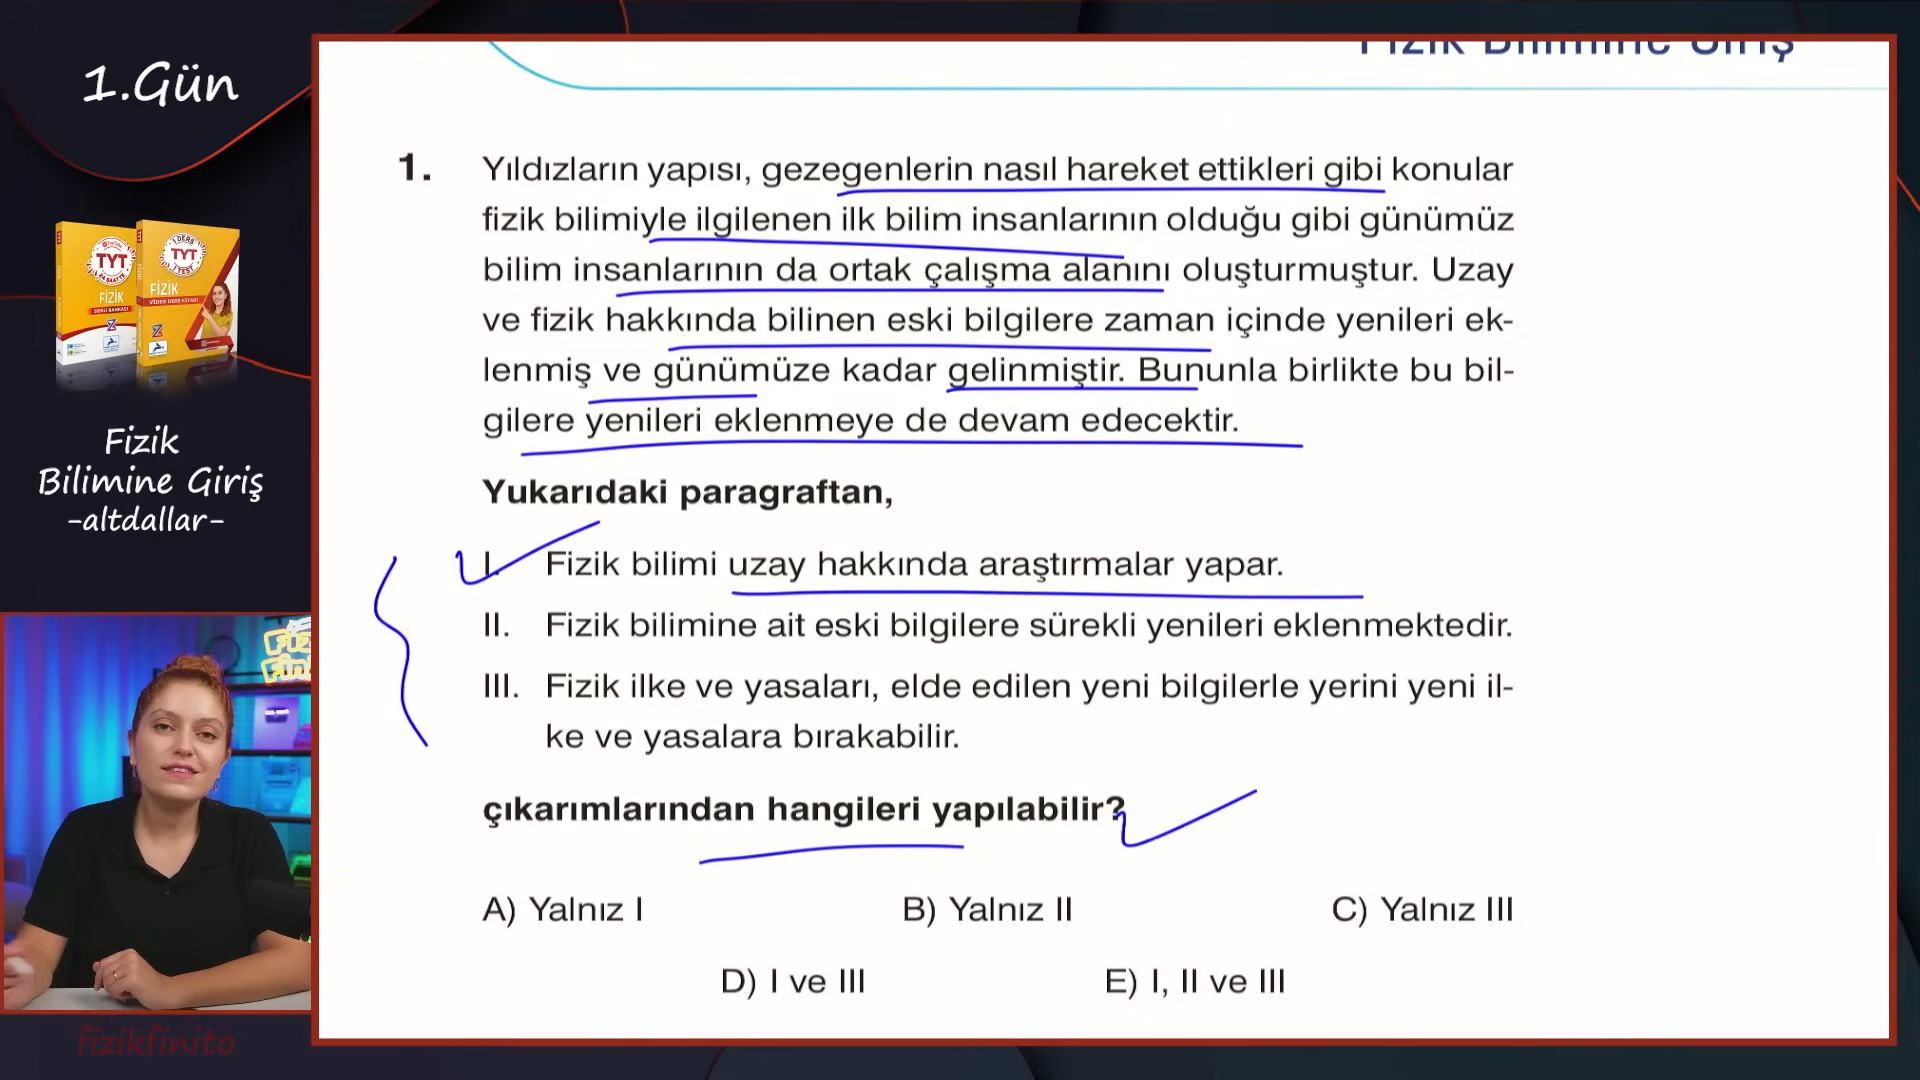 1.Gün
TYT
FİZİK
TYT
FİZİK
Fizik
Bilimine Giriş
-altdallar-
fizikfinito
Fizik Bilimine Giriş
1. Yıldızların yapısı, gezegenlerin nasıl hareket ettikleri gibi konular
fizik bilimiyle ilgilenen ilk bilim insanlarının olduğu gibi günümüz
bilim insanlarının da ortak çalışma alanını oluşturmuştur. Uzay
ve fizik hakkında bilinen eski bilgilere zaman içinde yenileri ek-
lenmiş ve günümüze kadar gelinmiştir. Bununla birlikte bu bil-
gilere yenileri eklenmeye de devam edecektir.
Yukarıdaki paragraftan,
I. Fizik bilimi uzay hakkında araştırmalar yapar.
II. Fizik bilimine ait eski bilgilere sürekli yenileri eklenmektedir.
III. Fizik ilke ve yasaları, elde edilen yeni bilgilerle yerini yeni il-
ke ve yasalara bırakabilir.
çıkarımlarından hangileri yapılabilir?
A) Yalnız I B) Yalnız II C) Yalnız III
D) I ve III E) I, II ve III